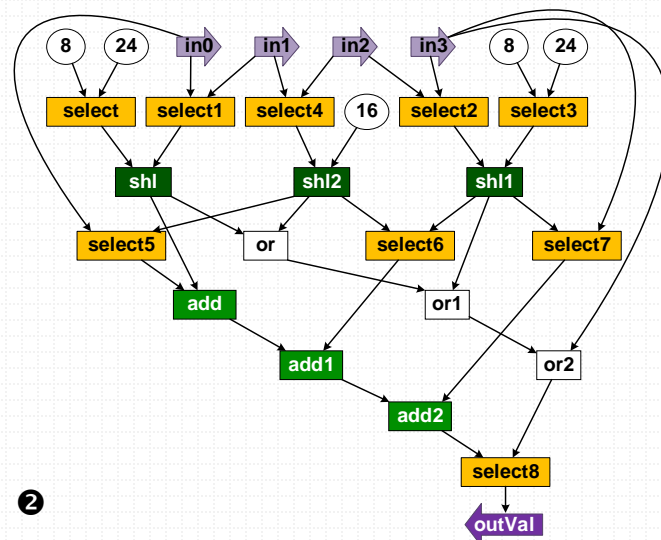 8 24 in0 in1 in2 in3 8 24
select select1 select4 16 select2 select3
shl shl2 shl1
select5 or select6 select7
add or1
add1 or2
add2
select8
❷
outVal